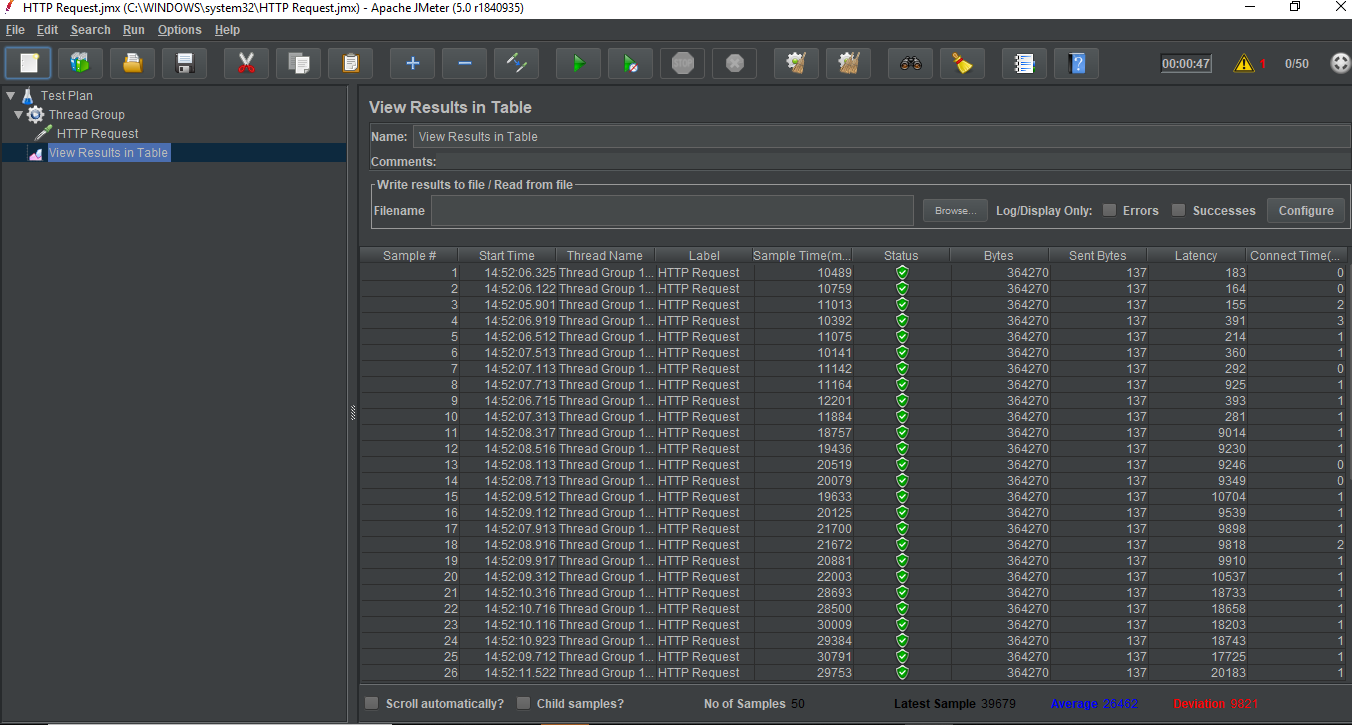 HTTP Request.jmx (C:\WINDOWS\system32\HTTP Request.jmx) - Apache JMeter (5.0 r1840935)
File Edit Search Run Options Help
STOP 00:00:47 1 0/50
Test Plan
Thread Group
HTTP Request
View Results in Table
View Results in Table
Name: View Results in Table
Comments:
Write results to file / Read from file
Filename Browse... Log/Display Only: Errors Successes Configure
Sample # Start Time Thread Name Label Sample Time(m... Status Bytes Sent Bytes Latency Connect Time(...
1 14:52:06.325 Thread Group 1... HTTP Request 10489 364270 137 183 0
2 14:52:06.122 Thread Group 1... HTTP Request 10759 364270 137 164 0
3 14:52:05.901 Thread Group 1... HTTP Request 11013 364270 137 155 2
4 14:52:06.919 Thread Group 1... HTTP Request 10392 364270 137 391 3
5 14:52:06.512 Thread Group 1... HTTP Request 11075 364270 137 214 1
6 14:52:07.513 Thread Group 1... HTTP Request 10141 364270 137 360 1
7 14:52:07.113 Thread Group 1... HTTP Request 11142 364270 137 292 0
8 14:52:07.713 Thread Group 1... HTTP Request 11164 364270 137 925 1
9 14:52:06.715 Thread Group 1... HTTP Request 12201 364270 137 393 1
10 14:52:07.313 Thread Group 1... HTTP Request 11884 364270 137 281 1
11 14:52:08.317 Thread Group 1... HTTP Request 18757 364270 137 9014 1
12 14:52:08.516 Thread Group 1... HTTP Request 19436 364270 137 9230 1
13 14:52:08.113 Thread Group 1... HTTP Request 20519 364270 137 9246 0
14 14:52:08.713 Thread Group 1... HTTP Request 20079 364270 137 9349 0
15 14:52:09.512 Thread Group 1... HTTP Request 19633 364270 137 10704 1
16 14:52:09.112 Thread Group 1... HTTP Request 20125 364270 137 9539 1
17 14:52:07.913 Thread Group 1... HTTP Request 21700 364270 137 9898 1
18 14:52:08.916 Thread Group 1... HTTP Request 21672 364270 137 9818 2
19 14:52:09.917 Thread Group 1... HTTP Request 20881 364270 137 9910 1
20 14:52:09.312 Thread Group 1... HTTP Request 22003 364270 137 10537 1
21 14:52:10.316 Thread Group 1... HTTP Request 28693 364270 137 18733 1
22 14:52:10.716 Thread Group 1... HTTP Request 28500 364270 137 18658 1
23 14:52:10.116 Thread Group 1... HTTP Request 30009 364270 137 18203 1
24 14:52:10.923 Thread Group 1... HTTP Request 29384 364270 137 18743 1
25 14:52:09.712 Thread Group 1... HTTP Request 30791 364270 137 17725 1
26 14:52:11.522 Thread Group 1... HTTP Request 29753 364270 137 20183 1
Scroll automatically? Child samples? No of Samples 50 Latest Sample 39679 Average 26462 Deviation 9821